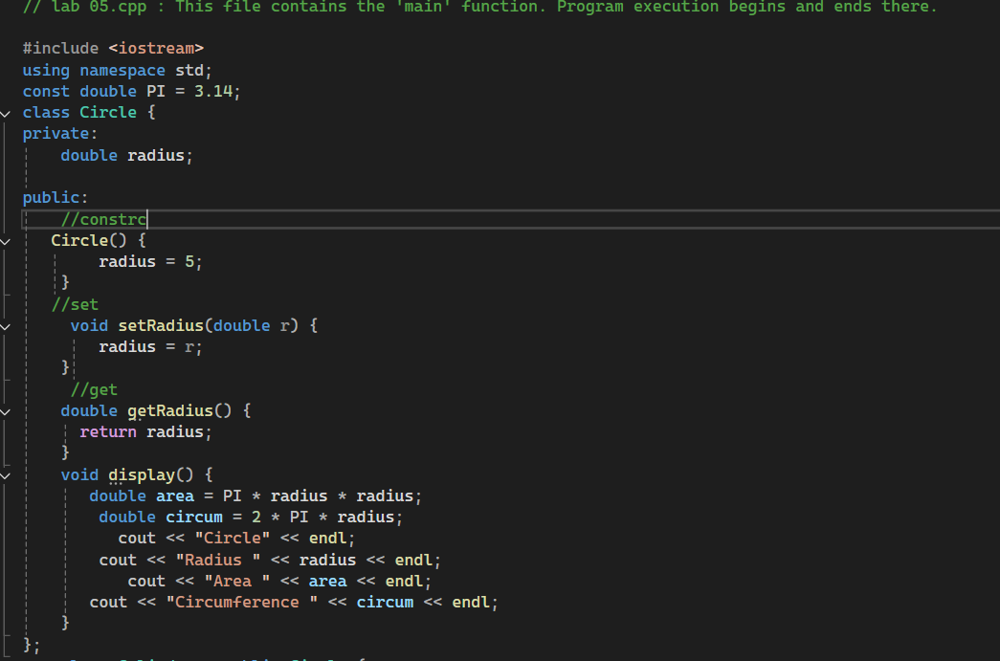 // lab 05.cpp : This file contains the 'main' function. Program execution begins and ends there.
#include <iostream>
using namespace std;
const double PI = 3.14;
class Circle {
private:
double radius;
public:
//constrc
Circle() {
radius = 5;
}
//set
void setRadius(double r) {
radius = r;
}
//get
double getRadius() {
return radius;
}
void display() {
double area = PI * radius * radius;
double circum = 2 * PI * radius;
cout << "Circle" << endl;
cout << "Radius " << radius << endl;
cout << "Area " << area << endl;
cout << "Circumference " << circum << endl;
}
};